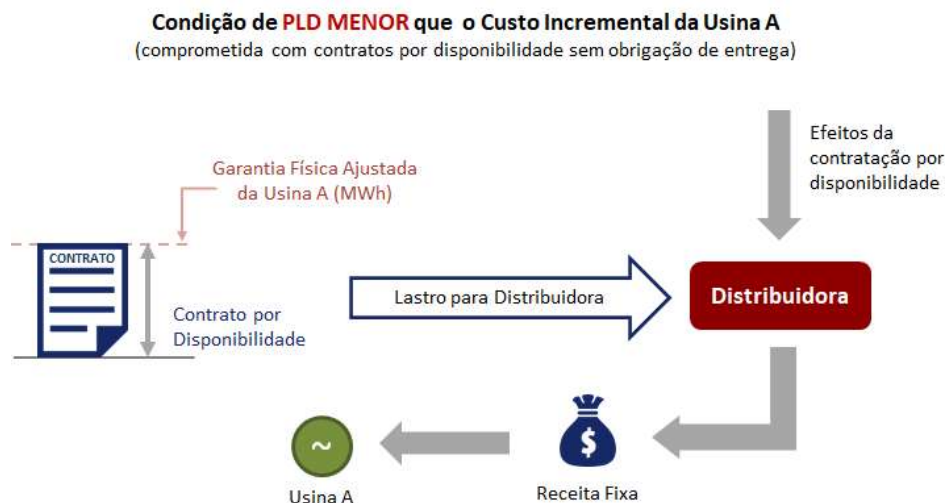 Condição de PLD MENOR que o Custo Incremental da Usina A
(comprometida com contratos por disponibilidade sem obrigação de entrega)
Efeitos da
contratação por
disponibilidade
Garantia Física Ajustada
da Usina A (MWh)
CONTRATO
Contrato por
Disponibilidade
Lastro para Distribuidora
Distribuidora
~
$
Usina A
Receita Fixa